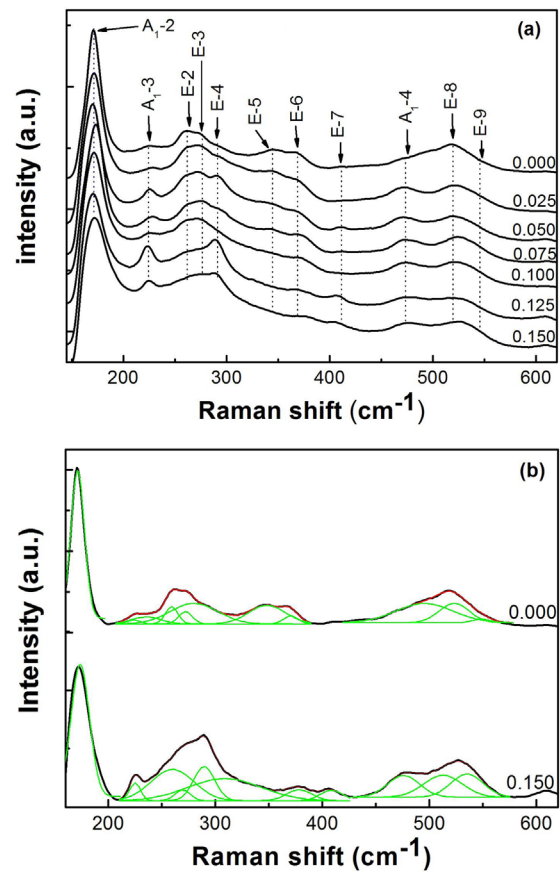 (a)
A1-2
A1-3
E-2
E-3
E-4
E-5
E-6
E-7
A1-4
E-8
E-9
0.000
0.025
0.050
0.075
0.100
0.125
0.150
intensity (a.u.)
200 300 400 500 600
Raman shift (cm-1)
(b)
0.000
0.150
Intensity (a.u.)
200 300 400 500 600
Raman shift (cm-1)